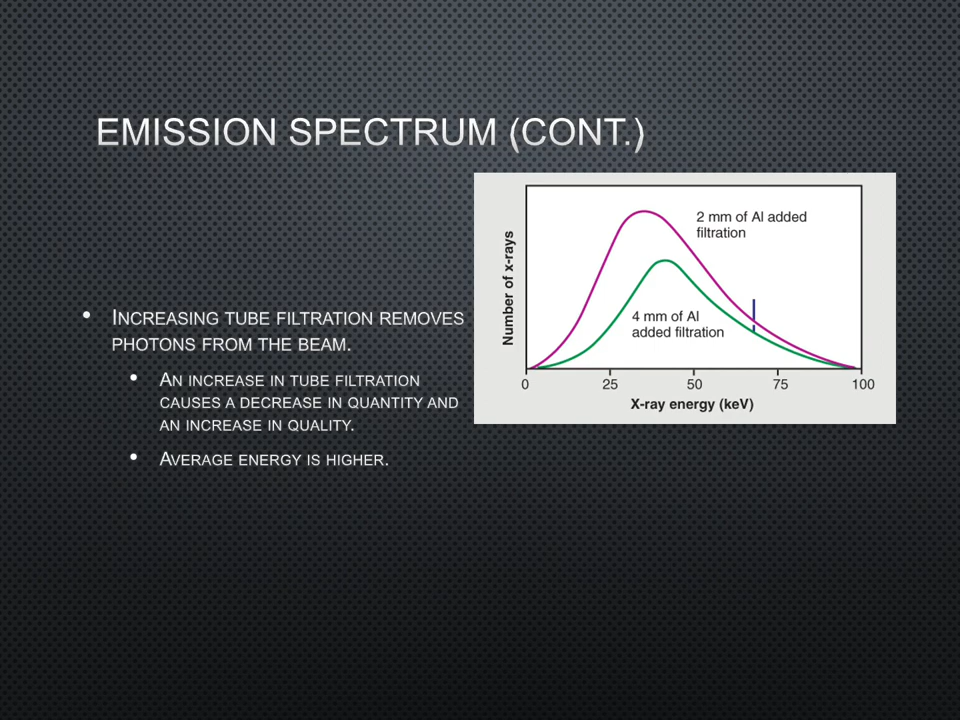 EMISSION SPECTRUM (CONT.)
• INCREASING TUBE FILTRATION REMOVES
PHOTONS FROM THE BEAM.
• AN INCREASE IN TUBE FILTRATION
CAUSES A DECREASE IN QUANTITY AND
AN INCREASE IN QUALITY.
• AVERAGE ENERGY IS HIGHER.
Number of x-rays
2 mm of Al added
filtration
4 mm of Al
added filtration
0 25 50 75 100
X-ray energy (keV)